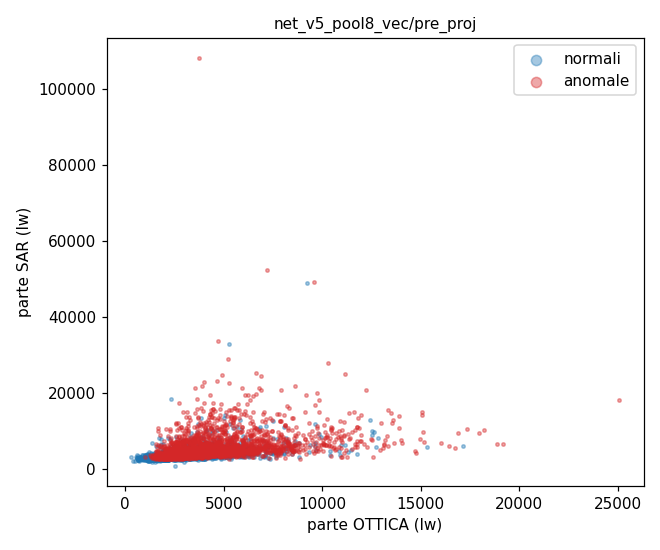 net_v5_pool8_vec/pre_proj
normali
anomale
100000
80000
60000
40000
20000
0
parte SAR (lw)
0 5000 10000 15000 20000 25000
parte OTTICA (lw)